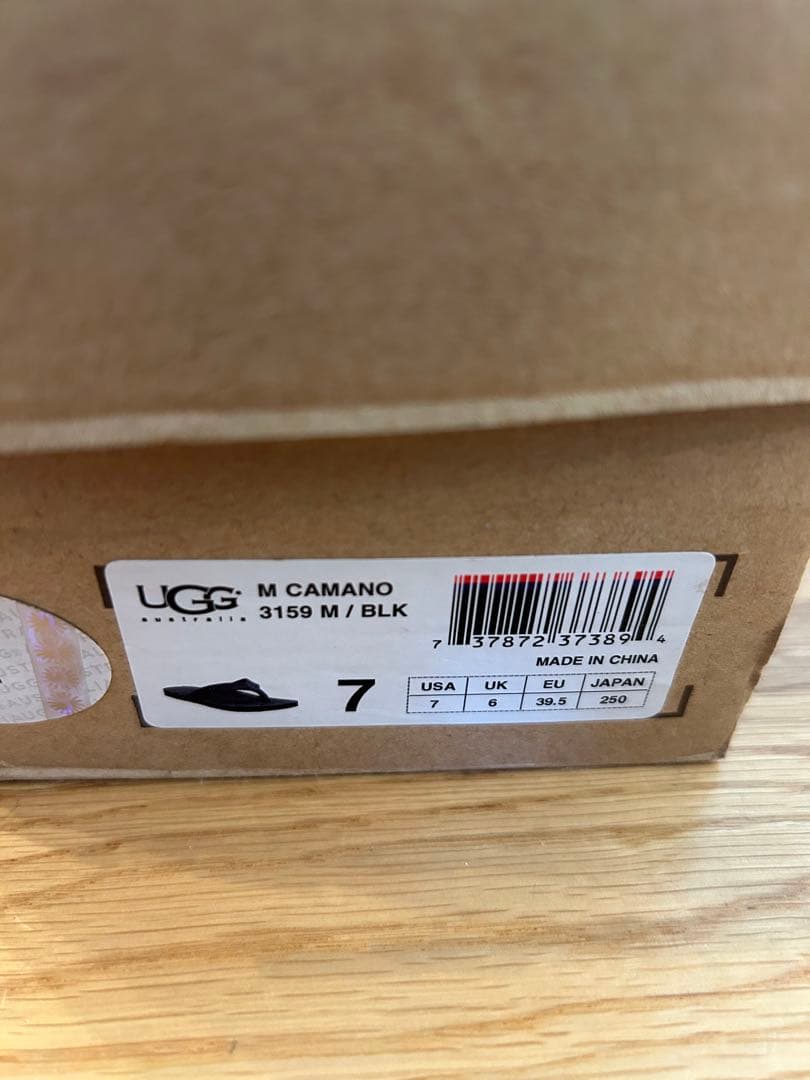 UGG
australia
M CAMANO
3159 M / BLK
7 37872 37389 4
MADE IN CHINA
7
USA UK EU JAPAN
7 6 39.5 250